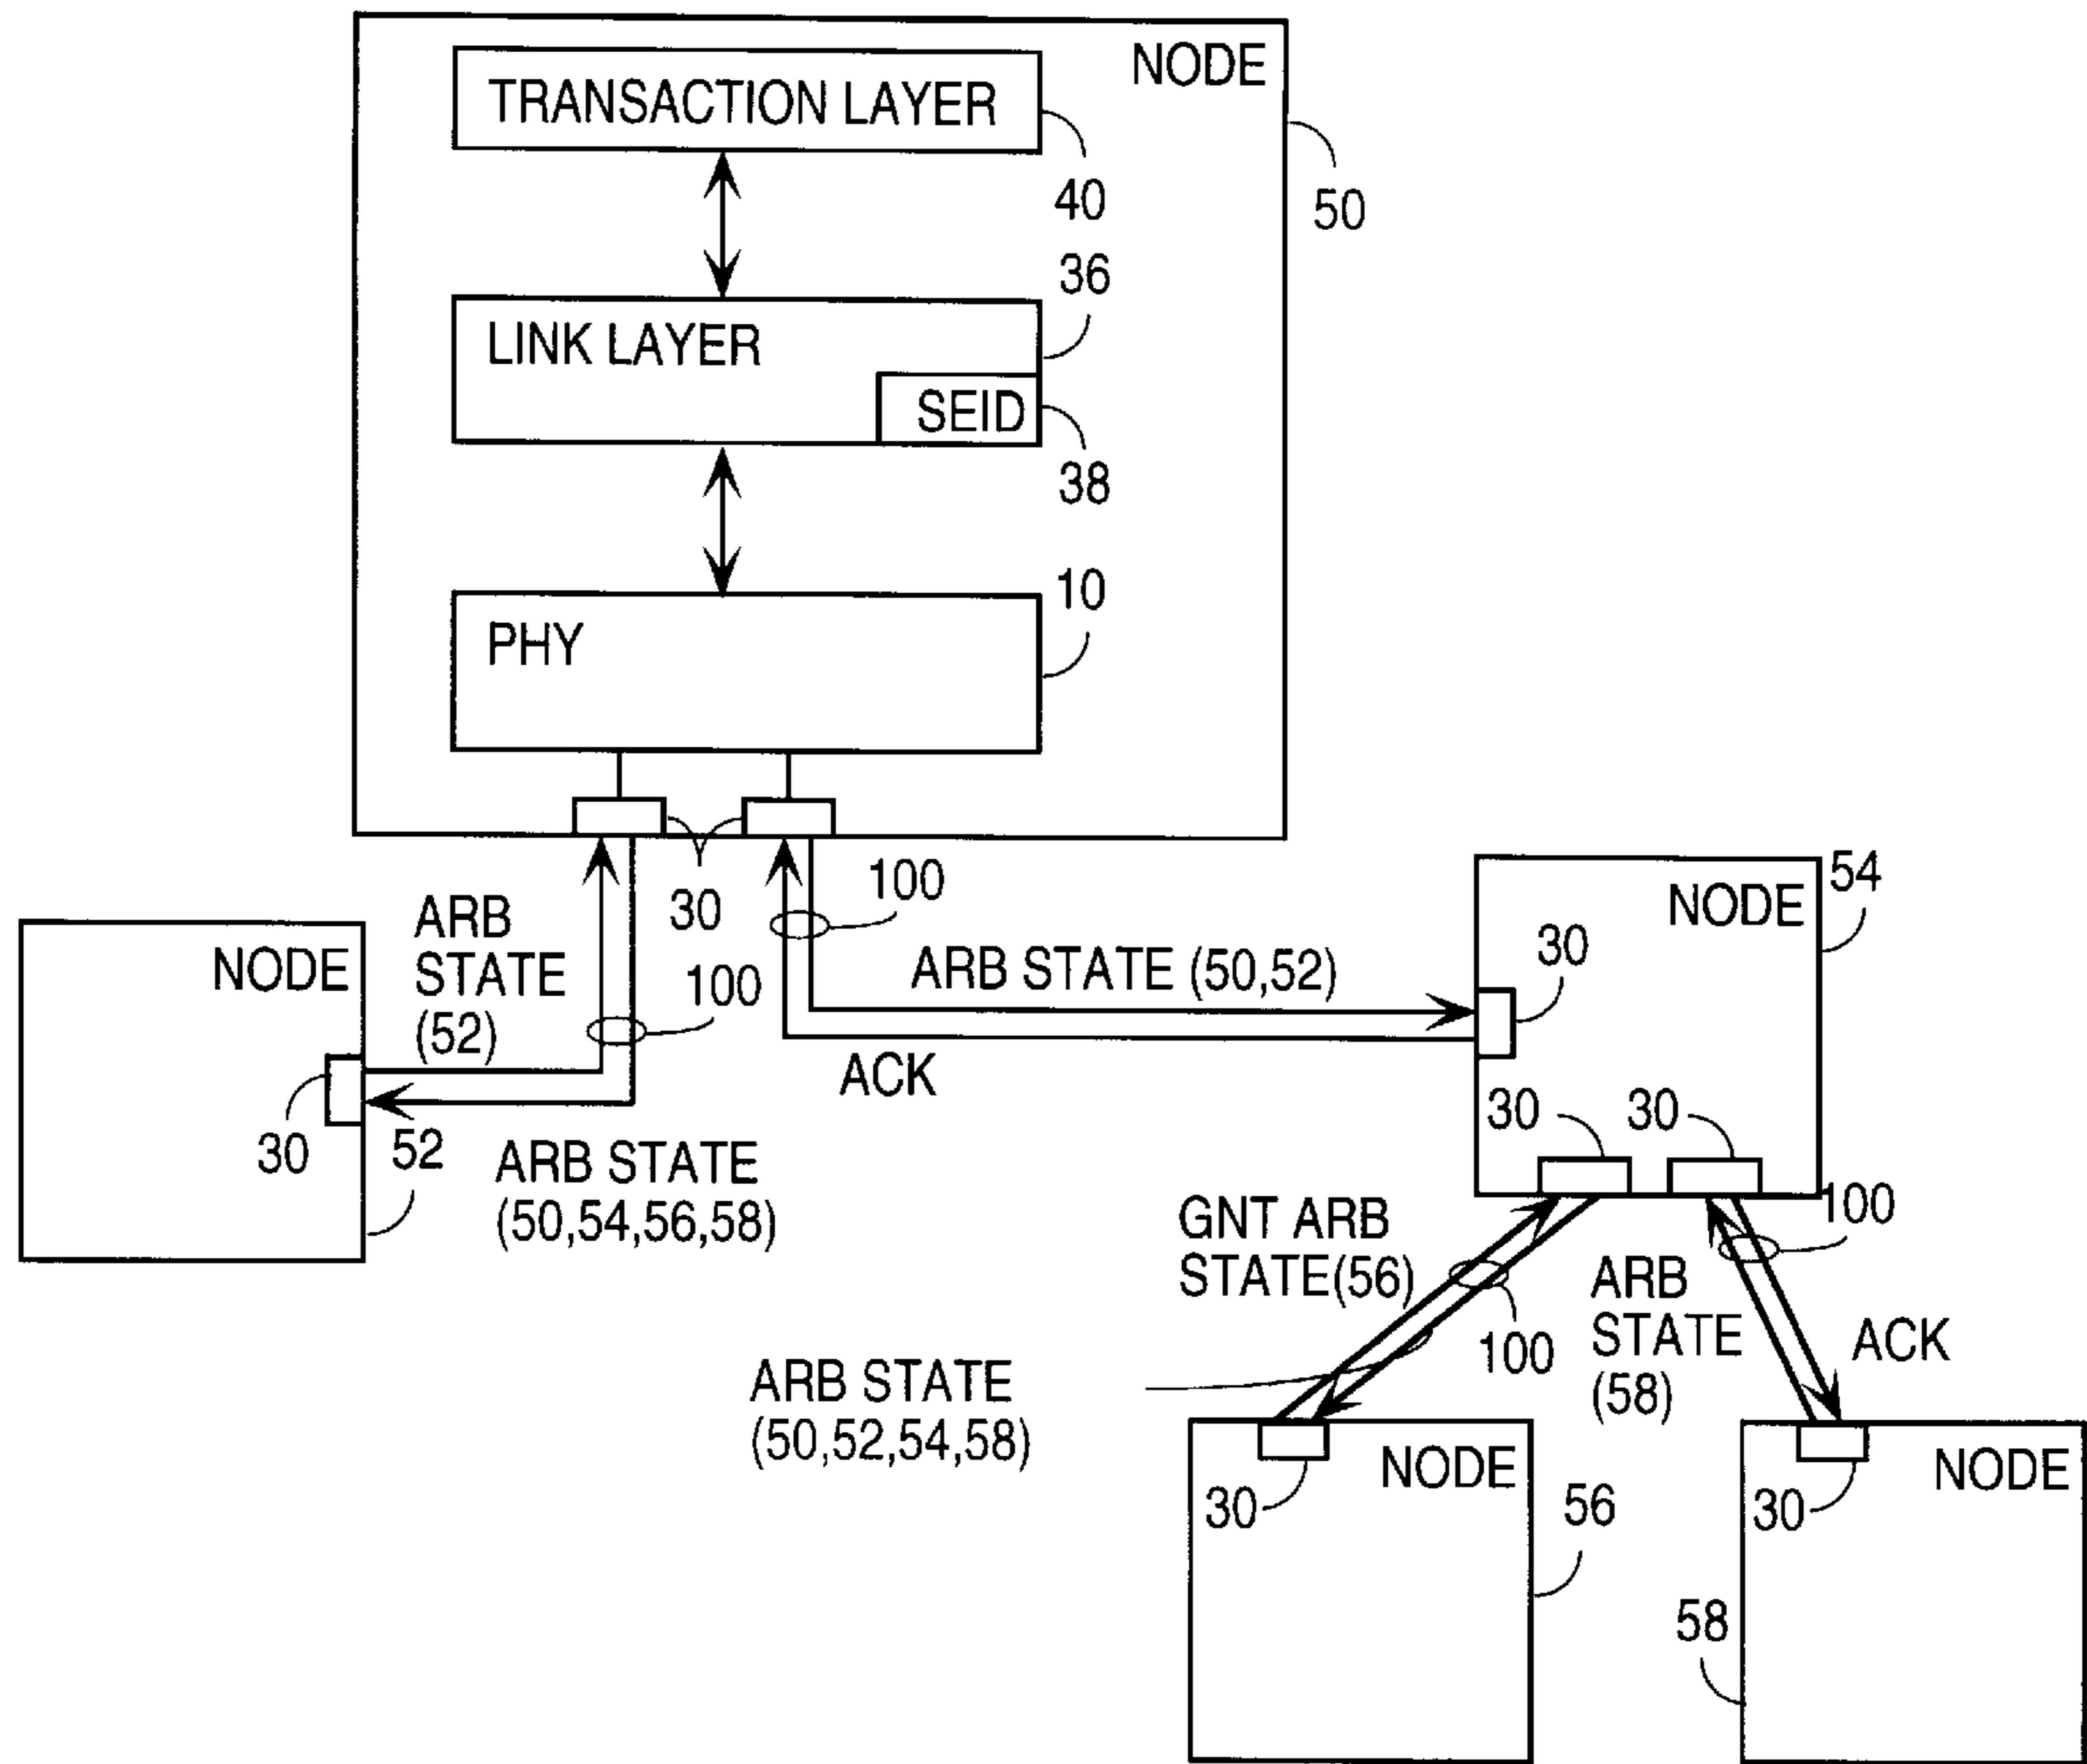 NODE
TRANSACTION LAYER
40
50
36
LINK LAYER
SEID
38
10
PHY
30
100
54
NODE
ARB
STATE
(52)
NODE
100
ARB STATE (50,52)
30
ACK
30
52
30
30
ARB STATE
(50,54,56,58)
100
GNT ARB
STATE(56)
ARB
STATE
(58)
100
ACK
ARB STATE
(50,52,54,58)
NODE
30
56
NODE
30
58